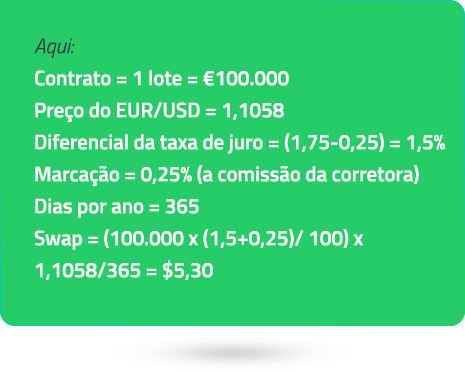 Aqui:
Contrato = 1 lote = €100.000
Preço do EUR/USD = 1,1058
Diferencial da taxa de juro = (1,75-0,25) = 1,5%
Marcação = 0,25% (a comissão da corretora)
Dias por ano = 365
Swap = (100.000 x (1,5+0,25)/ 100) x
1,1058/365 = $5,30